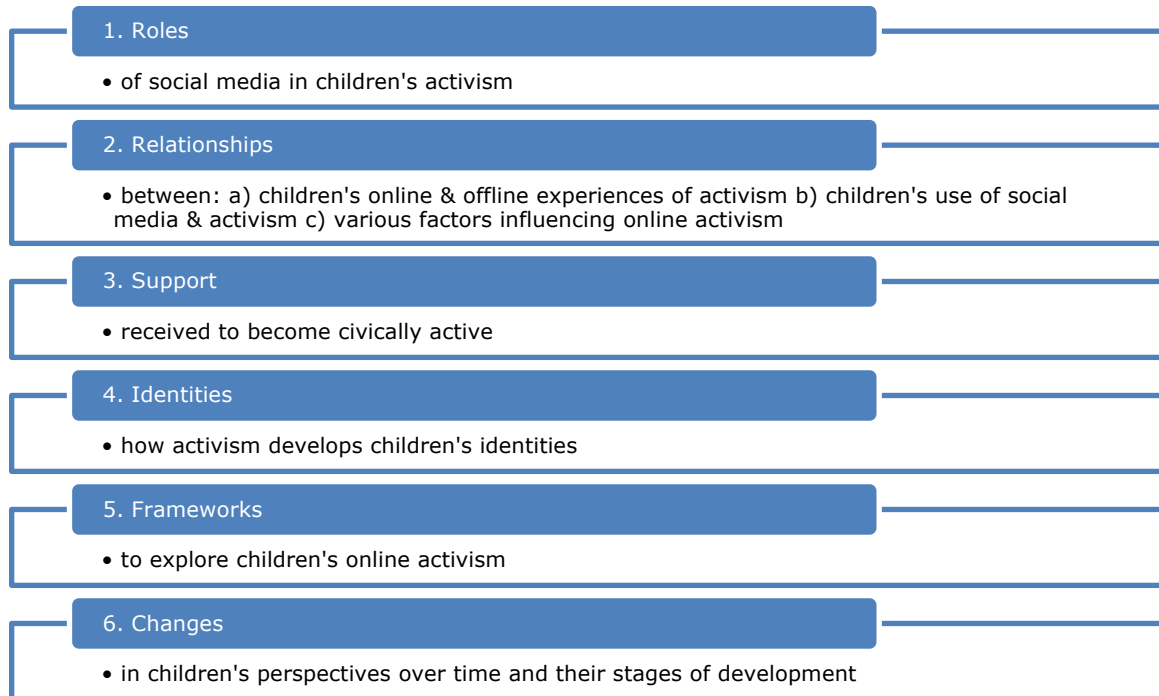 1. Roles
• of social media in children's activism
2. Relationships
• between: a) children's online & offline experiences of activism b) children's use of social
media & activism c) various factors influencing online activism
3. Support
• received to become civically active
4. Identities
• how activism develops children's identities
5. Frameworks
• to explore children's online activism
6. Changes
• in children's perspectives over time and their stages of development